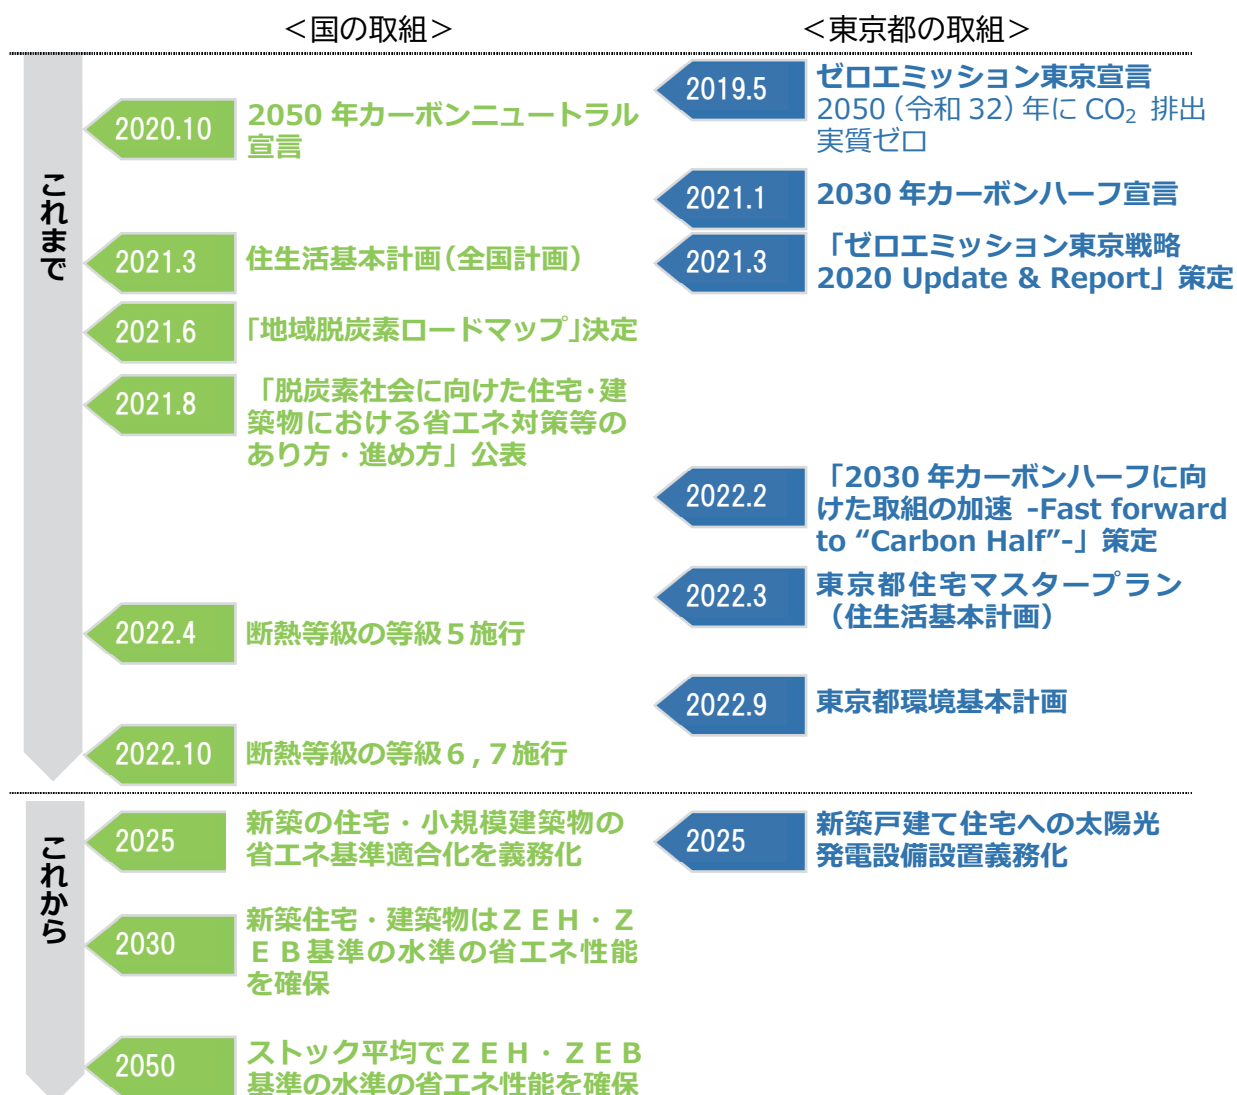 ＜国の取組＞
＜東京都の取組＞
これまで
2020.10
2050 年カーボンニュートラル
宣言
2021.3
住生活基本計画（全国計画）
2021.6
「地域脱炭素ロードマップ」決定
2021.8
「脱炭素社会に向けた住宅・建
築物における省エネ対策等の
あり方・進め方」公表
2022.4
断熱等級の等級５施行
2022.10
断熱等級の等級６,７施行
2019.5
ゼロエミッション東京宣言
2050（令和 32）年に CO₂ 排出
実質ゼロ
2021.1
2030 年カーボンハーフ宣言
2021.3
「ゼロエミッション東京戦略
2020 Update & Report」策定
2022.2
「2030 年カーボンハーフに向
けた取組の加速 -Fast forward
to “Carbon Half”-」策定
2022.3
東京都住宅マスタープラン
（住生活基本計画）
2022.9
東京都環境基本計画
これから
2025
新築の住宅・小規模建築物の
省エネ基準適合化を義務化
2030
新築住宅・建築物はＺＥＨ・Ｚ
ＥＢ基準の水準の省エネ性能
を確保
2050
ストック平均でＺＥＨ・ＺＥＢ
基準の水準の省エネ性能を確保
2025
新築戸建て住宅への太陽光
発電設備設置義務化